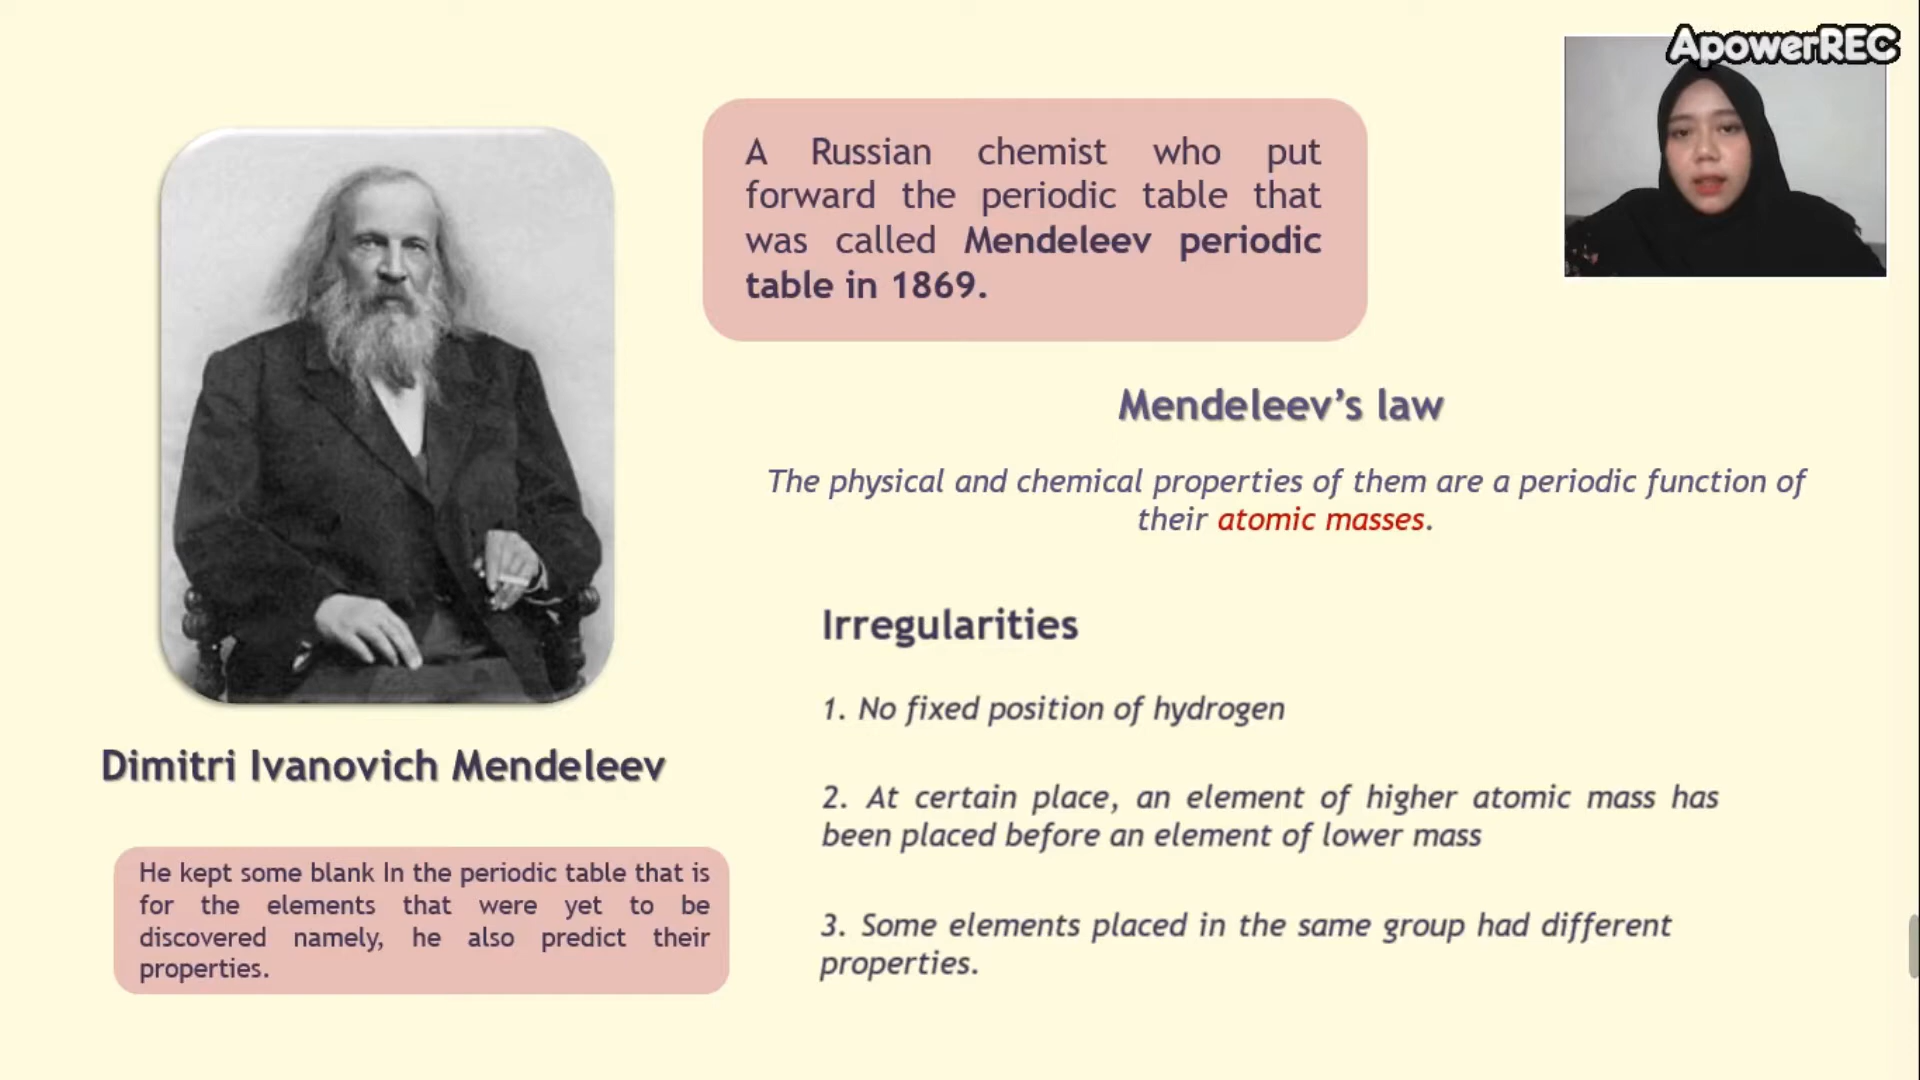 ApowerREC
A Russian chemist who put
forward the periodic table that
was called Mendeleev periodic
table in 1869.
Mendeleev's law
The physical and chemical properties of them are a periodic function of
their atomic masses.
Irregularities
1. No fixed position of hydrogen
2. At certain place, an element of higher atomic mass has
been placed before an element of lower mass
3. Some elements placed in the same group had different
properties.
Dimitri Ivanovich Mendeleev
He kept some blank In the periodic table that is
for the elements that were yet to be
discovered namely, he also predict their
properties.